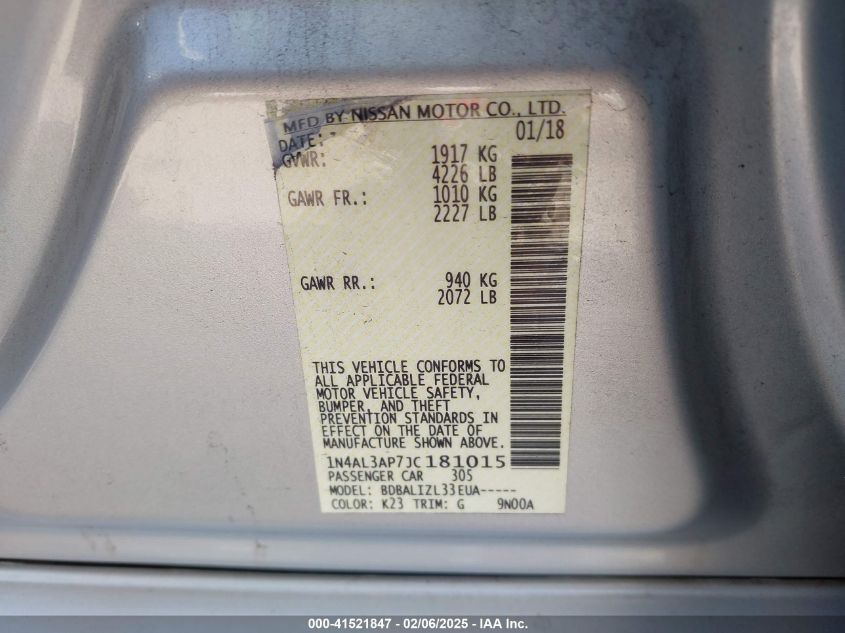 MFD BY NISSAN MOTOR CO., LTD.
DATE: 01/18
GVWR: 1917 KG
4226 LB
GAWR FR.: 1010 KG
2227 LB
GAWR RR.: 940 KG
2072 LB
THIS VEHICLE CONFORMS TO
ALL APPLICABLE FEDERAL
MOTOR VEHICLE SAFETY,
BUMPER, AND THEFT
PREVENTION STANDARDS IN
EFFECT ON THE DATE OF
MANUFACTURE SHOWN ABOVE.
1N4AL3AP7JC181015
PASSENGER CAR 305
MODEL: BDBALIZL33EUA-----
COLOR: K23 TRIM: G 9N00A
000-41521847 — 02/06/2025 - IAA Inc.